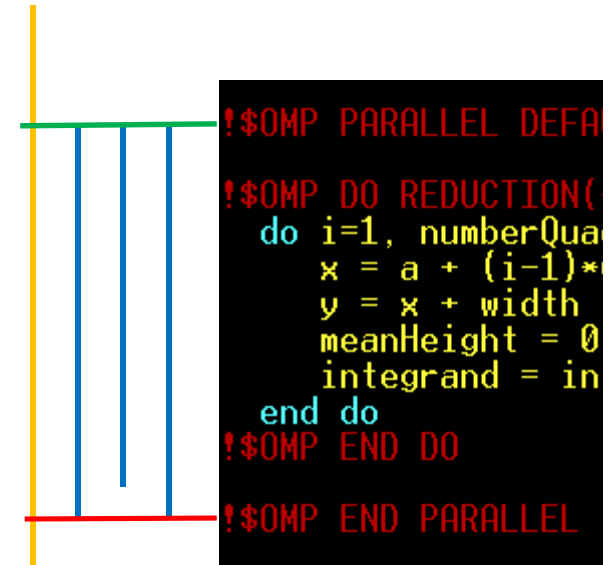 !$OMP PARALLEL DEFA
!$OMP DO REDUCTION(
do i=1, numberQua
x = a + (i-1)*
y = x + width
meanHeight = 0
integrand = in
end do
!$OMP END DO
!$OMP END PARALLEL